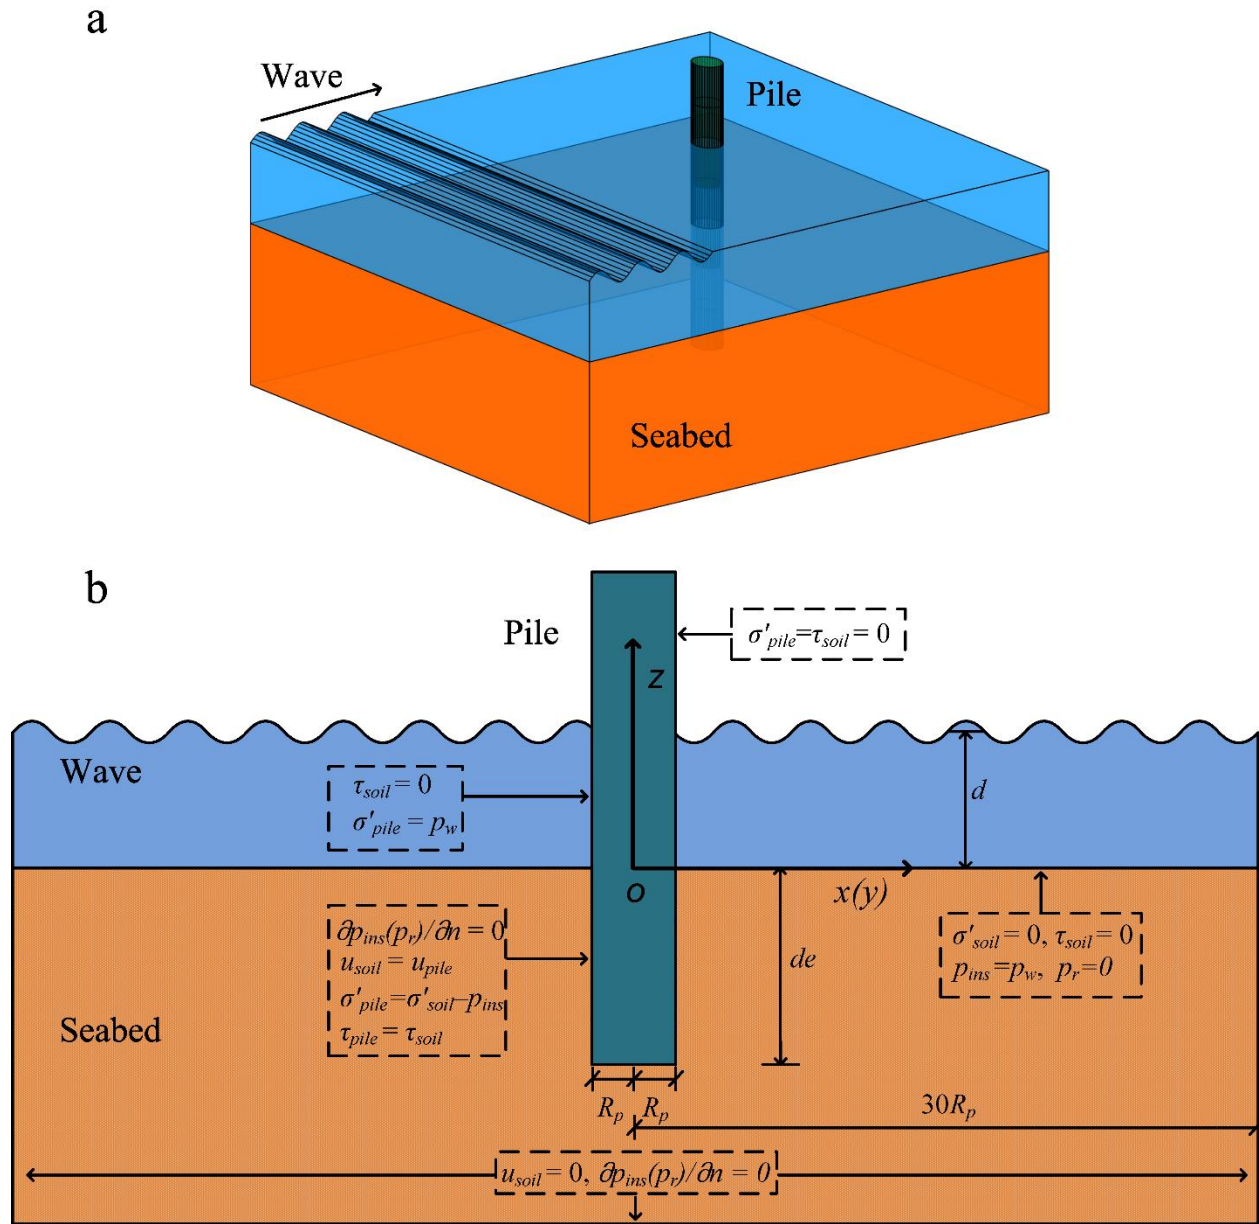 a
Wave
Pile
Seabed
b
Pile
σ'pile=τsoil= 0
z
Wave
τsoil= 0
σ'pile = pw
d
o
x(y)
∂pins(pr)/∂n = 0
usoil= upile
σ'pile=σ'soil–pins
τpile= τsoil
de
σ'soil=0, τsoil=0
pins=pw, pr=0
Seabed
Rp Rp
30Rp
usoil= 0, ∂pins(pr)/∂n = 0